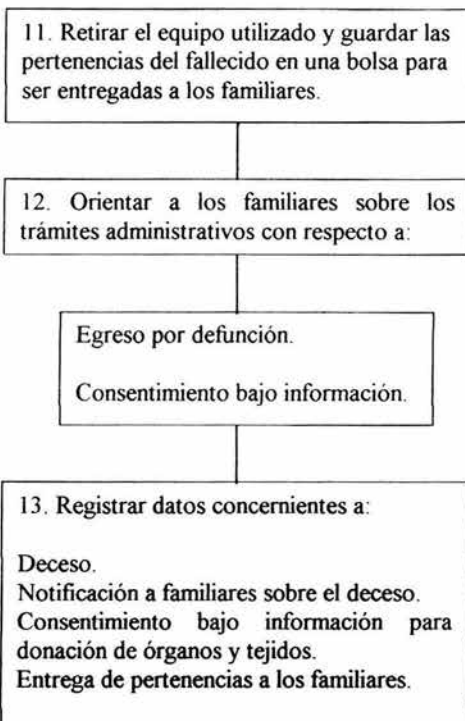 11. Retirar el equipo utilizado y guardar las
pertenencias del fallecido en una bolsa para
ser entregadas a los familiares.
12. Orientar a los familiares sobre los
trámites administrativos con respecto a:
Egreso por defunción.
Consentimiento bajo información.
13. Registrar datos concernientes a:
Deceso.
Notificación a familiares sobre el deceso.
Consentimiento bajo información para
donación de órganos y tejidos.
Entrega de pertenencias a los familiares.